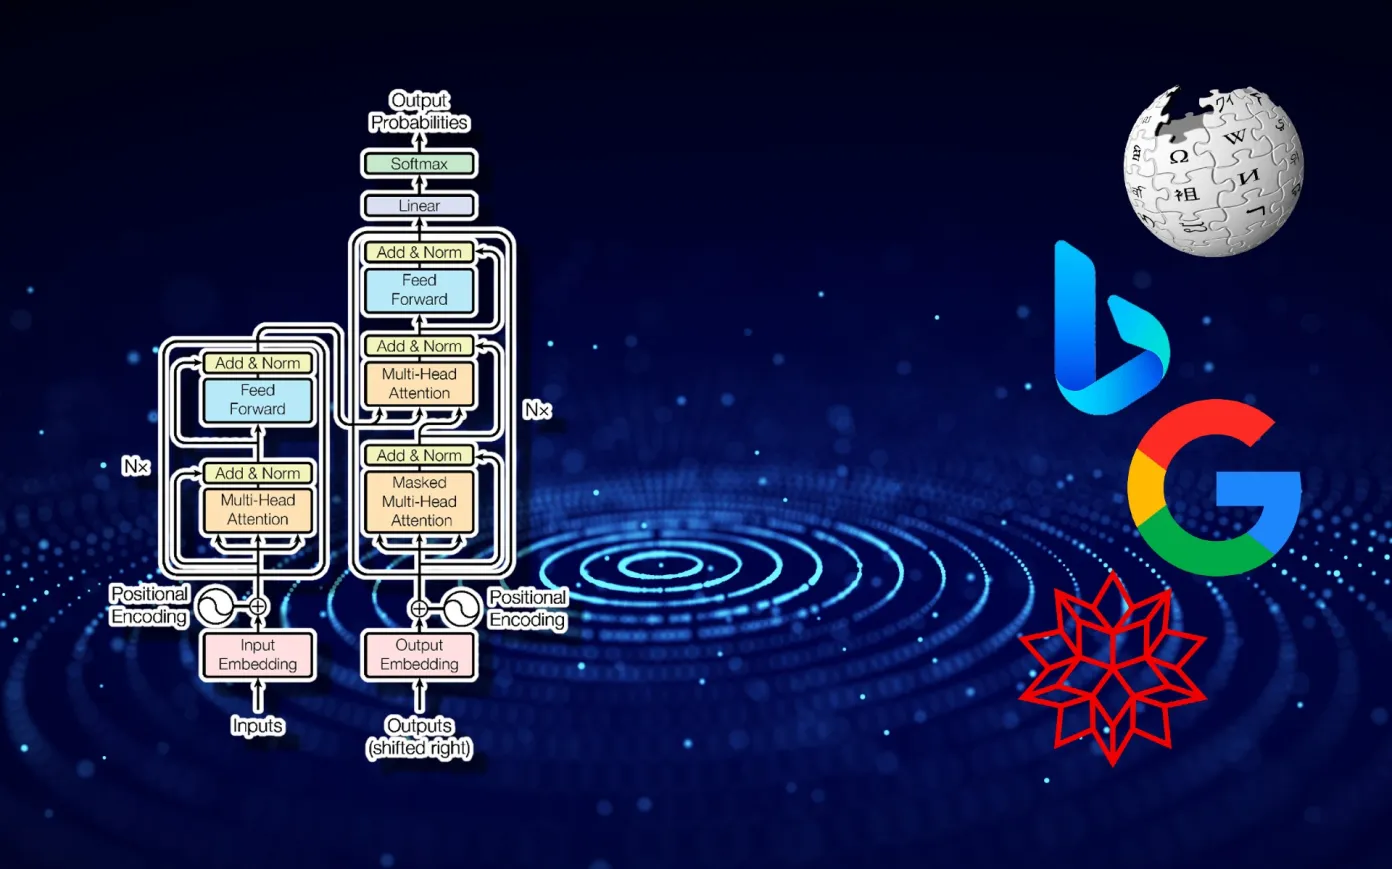 Output
Probabilities
Softmax
Linear
Add & Norm
Feed
Forward
Add & Norm
Multi-Head
Attention
Nx
Add & Norm
Masked
Multi-Head
Attention
Add & Norm
Feed
Forward
Nx
Add & Norm
Multi-Head
Attention
Positional
Encoding
Positional
Encoding
Input
Embedding
Output
Embedding
Inputs
Outputs
(shifted right)
Ω
W
祖
И